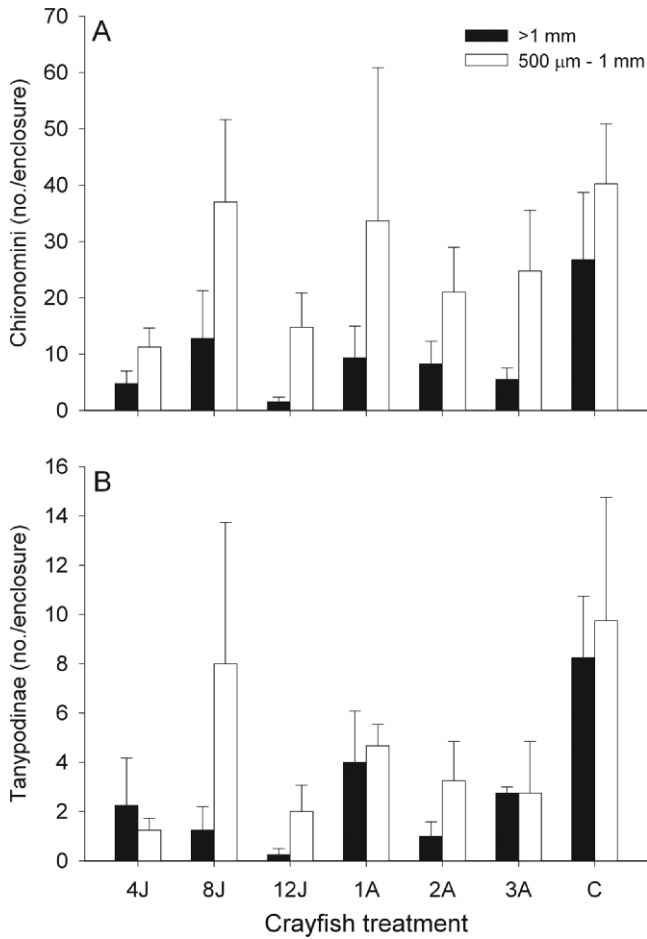 A
>1 mm
500 μm - 1 mm
Chironomini (no./enclosure)
70
60
50
40
30
20
10
0
B
Tanypodinae (no./enclosure)
16
14
12
10
8
6
4
2
0
4J 8J 12J 1A 2A 3A C
Crayfish treatment